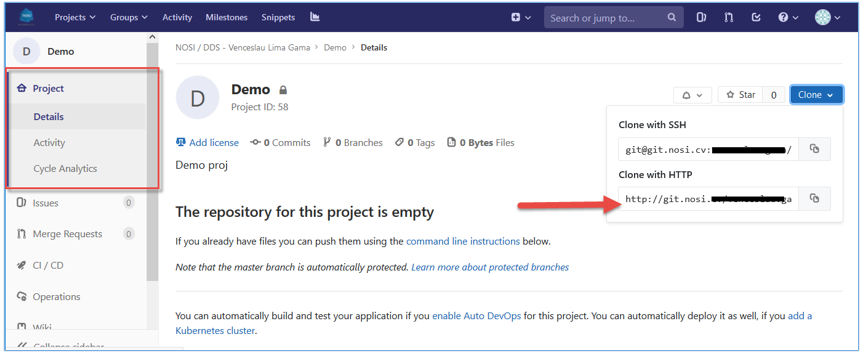 Projects Groups Activity Milestones Snippets Search or jump to...
D Demo
Project
Details
Activity
Cycle Analytics
Issues 0
Merge Requests 0
CI / CD
Operations
Wiki
Collapse sidebar
NOSI / DDS - Venceslau Lima Gama > Demo > Details
D
Demo
Project ID: 58
Star 0 Clone
Add license 0 Commits 0 Branches 0 Tags 0 Bytes Files
Demo proj
Clone with SSH
git@git.nosi.cv:
Clone with HTTP
http://git.nosi.
The repository for this project is empty
If you already have files you can push them using the command line instructions below.
Note that the master branch is automatically protected. Learn more about protected branches
You can automatically build and test your application if you enable Auto DevOps for this project. You can automatically deploy it as well, if you add a
Kubernetes cluster.